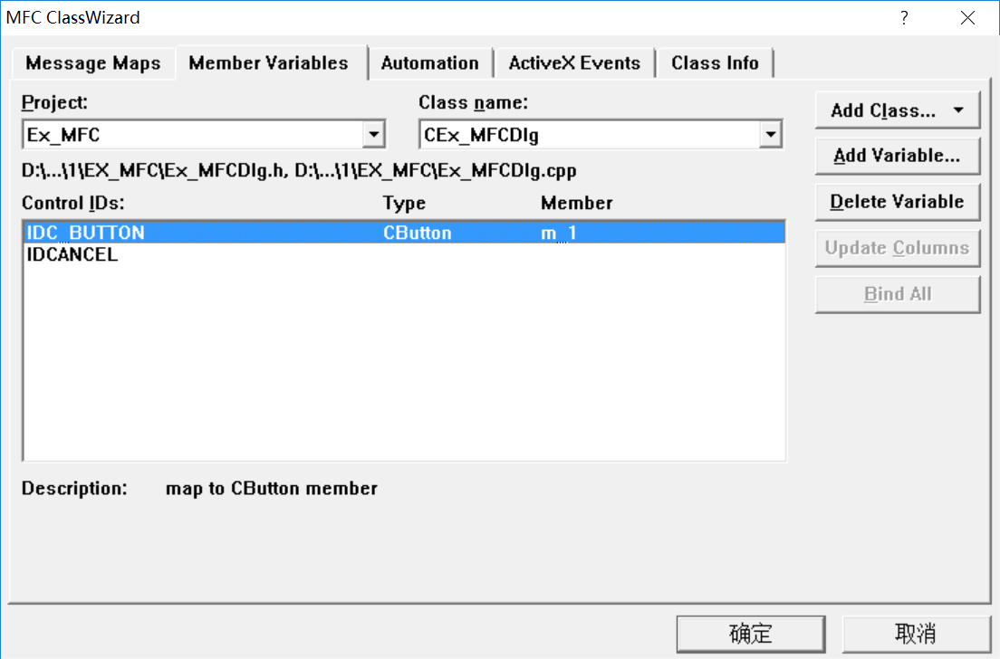 MFC ClassWizard
?
Message Maps Member Variables Automation ActiveX Events Class Info
Project: Class name:
Add Class...
Ex_MFC CEx_MFCDlg
Add Variable...
D:\...\1\EX_MFC\Ex_MFCDlg.h, D:\...\1\EX_MFC\Ex_MFCDlg.cpp
Control IDs: Type Member
Delete Variable
IDC_BUTTON CButton m_1
IDCANCEL
Update Columns
Bind All
Description: map to CButton member
确定 取消